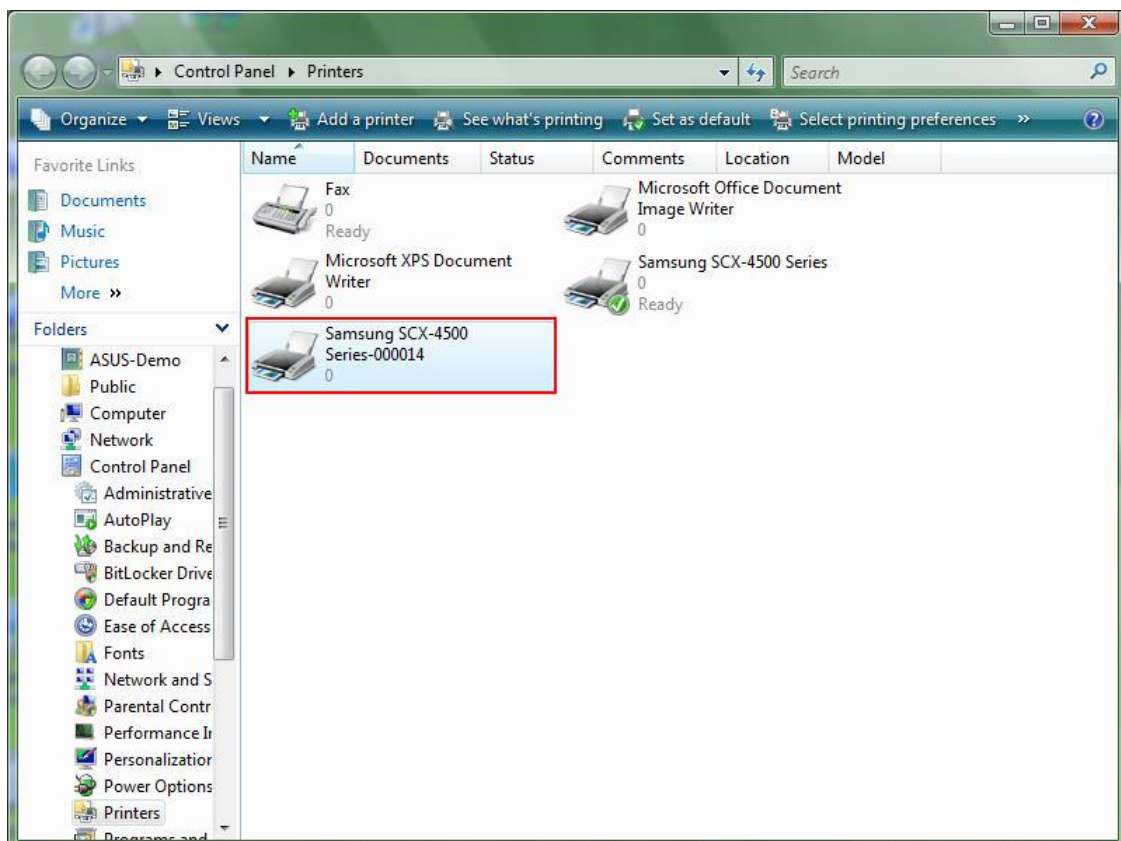 Control Panel Printers
Search
Organize Views Add a printer See what's printing Set as default Select printing preferences »
Favorite Links
Documents
Music
Pictures
More »
Folders
ASUS-Demo
Public
Computer
Network
Control Panel
Administrative
AutoPlay
Backup and Re
BitLocker Drive
Default Progra
Ease of Access
Fonts
Network and S
Parental Contr
Performance Ir
Personalization
Power Options
Printers
Programs and
Name Documents Status Comments Location Model
Fax
0
Ready
Microsoft Office Document
Image Writer
0
Microsoft XPS Document
Writer
0
Samsung SCX-4500 Series
0
Ready
Samsung SCX-4500
Series-000014
0